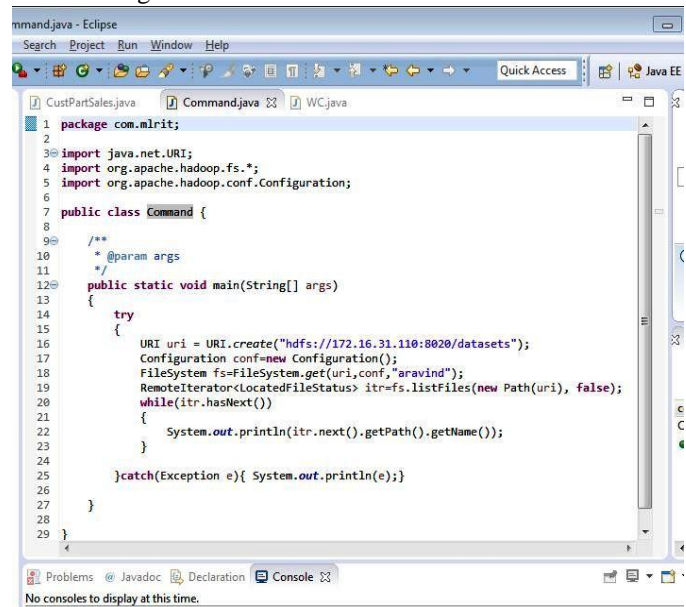 mmand.java - Eclipse
Search Project Run Window Help
Quick Access
Java EE
CustPartSales.java Command.java WC.java
1 package com.mlrit;
2
3 import java.net.URI;
4 import org.apache.hadoop.fs.*;
5 import org.apache.hadoop.conf.Configuration;
6
7 public class Command {
8
9 /**
10 * @param args
11 */
12 public static void main(String[] args)
13 {
14 try
15 {
16 URI uri = URI.create("hdfs://172.16.31.110:8020/datasets");
17 Configuration conf=new Configuration();
18 FileSystem fs=FileSystem.get(uri,conf,"aravind");
19 RemoteIterator<LocatedFileStatus> itr=fs.listFiles(new Path(uri), false);
20 while(itr.hasNext())
21 {
22 System.out.println(itr.next().getPath().getName());
23 }
24
25 }catch(Exception e){ System.out.println(e);}
26
27 }
28
29 }
Problems @ Javadoc Declaration Console
No consoles to display at this time.